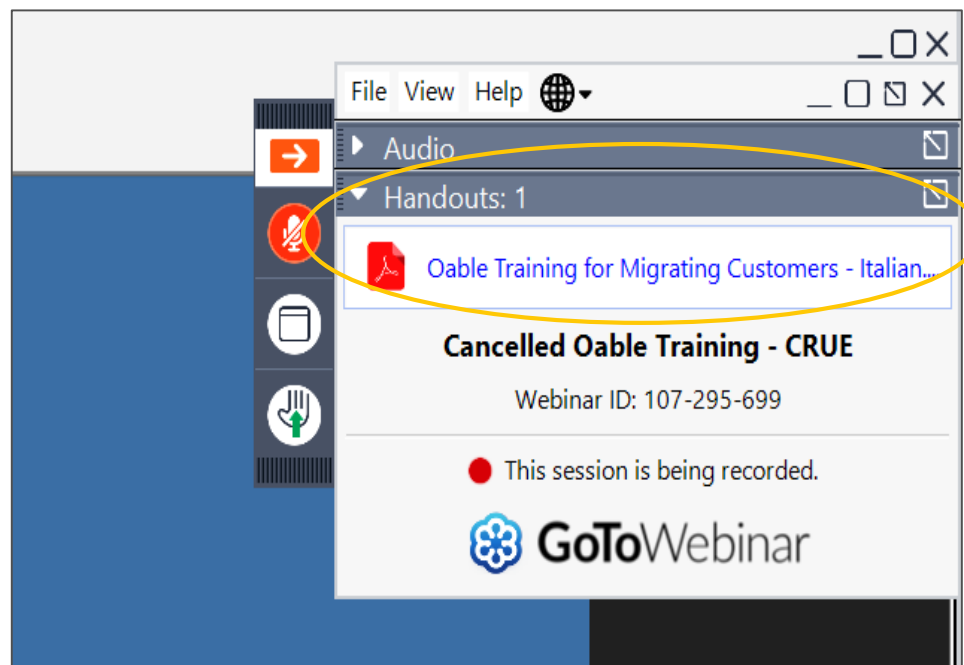 File View Help
Audio
Handouts: 1
Oable Training for Migrating Customers - Italian...
Cancelled Oable Training - CRUE
Webinar ID: 107-295-699
This session is being recorded.
GoToWebinar